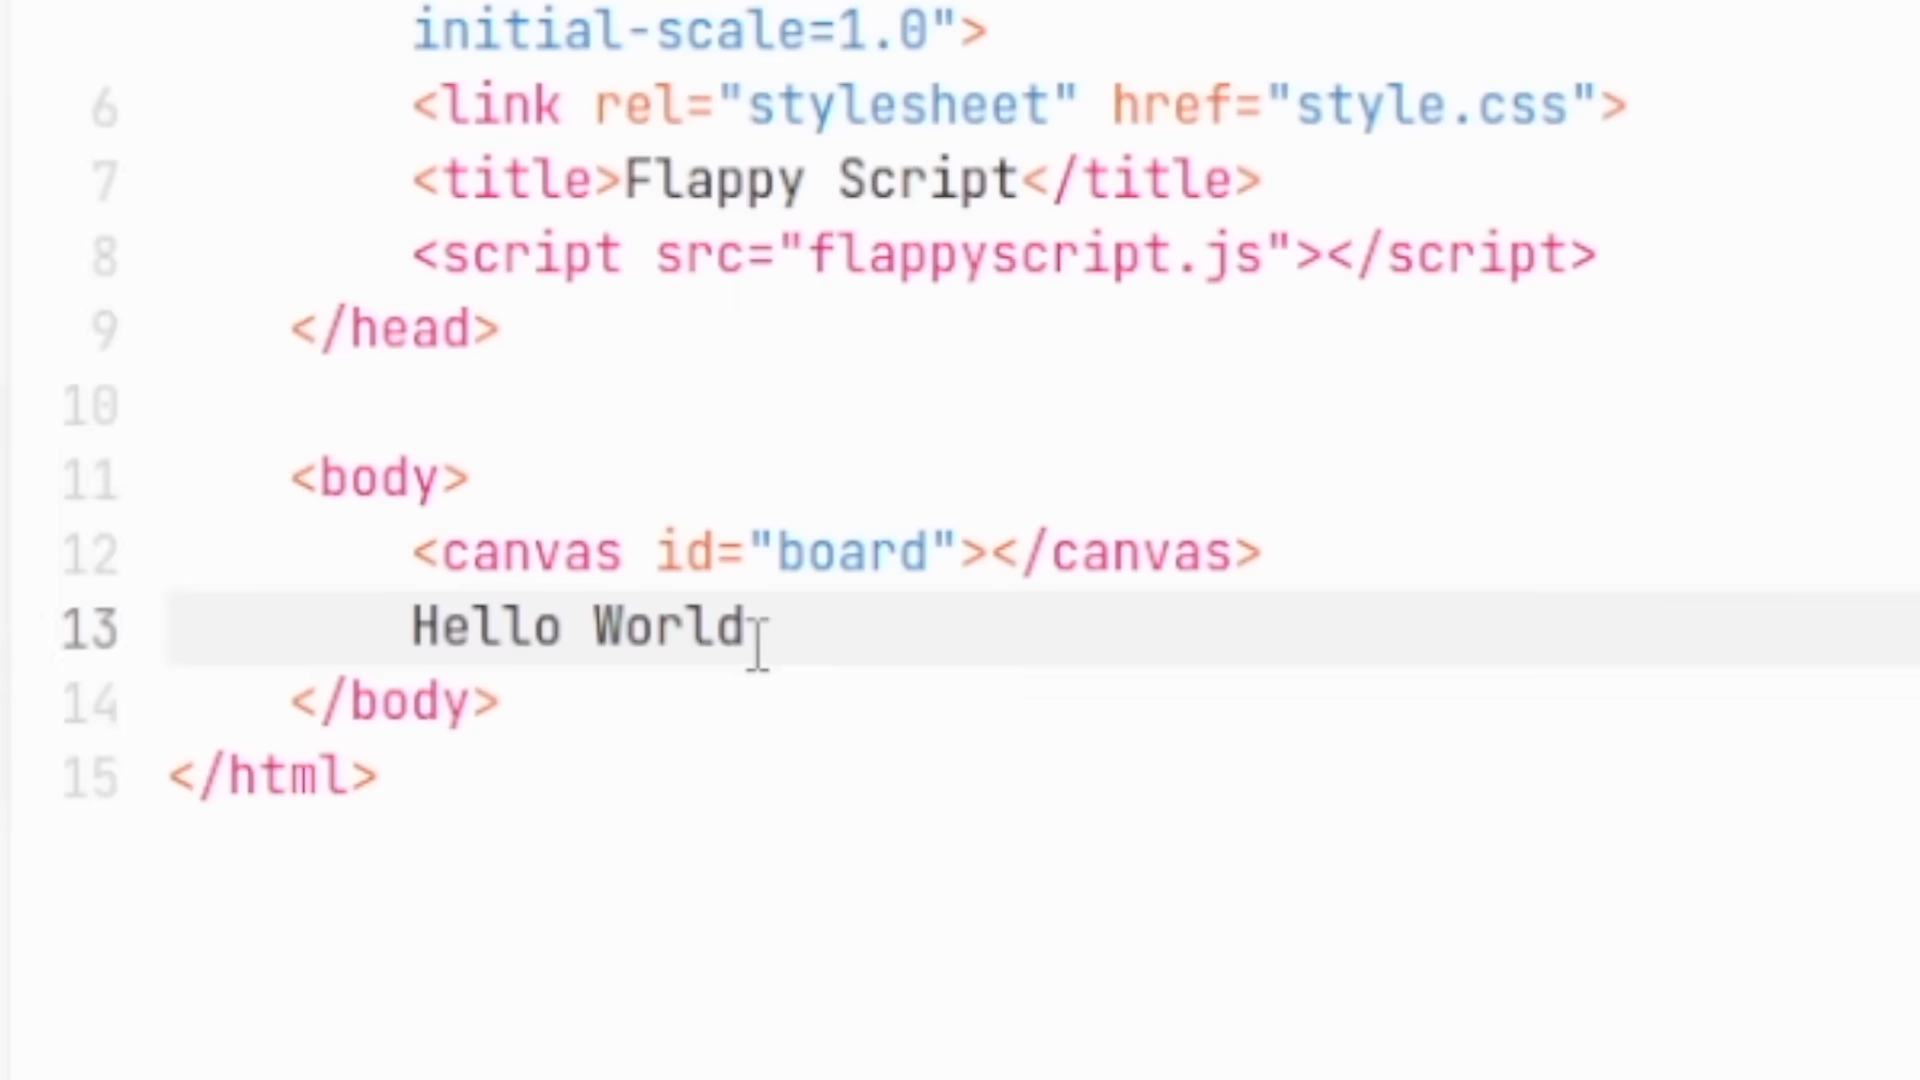 initial-scale=1.0">
6 <link rel="stylesheet" href="style.css">
7 <title>Flappy Script</title>
8 <script src="flappyscript.js"></script>
9 </head>
10
11 <body>
12 <canvas id="board"></canvas>
13 Hello World
14 </body>
15 </html>